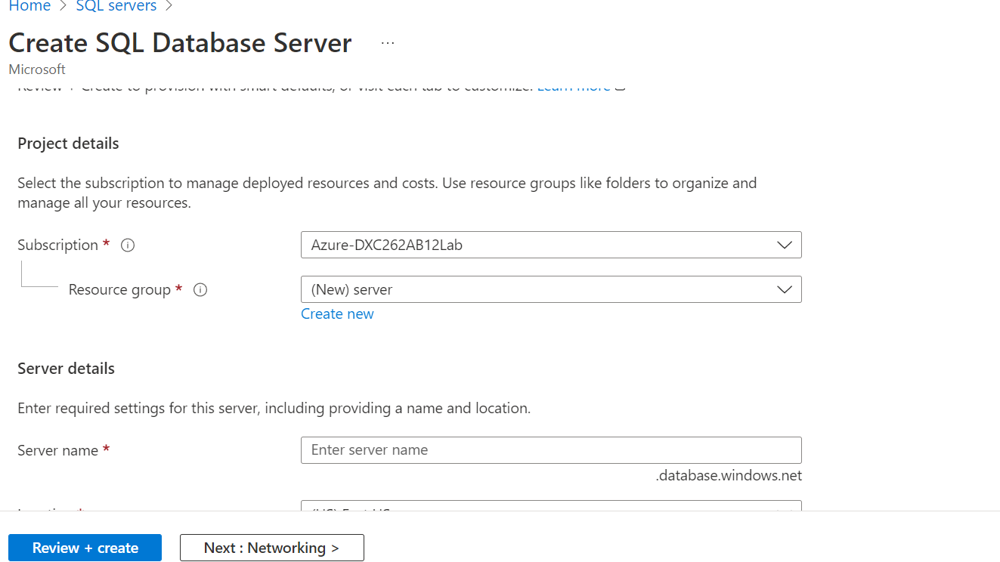 Home > SQL servers >
Create SQL Database Server ...
Microsoft
Review + Create to provision with smart defaults, or visit each tab to customize. Learn more
Project details
Select the subscription to manage deployed resources and costs. Use resource groups like folders to organize and
manage all your resources.
Subscription *
Azure-DXC262AB12Lab
Resource group *
(New) server
Create new
Server details
Enter required settings for this server, including providing a name and location.
Server name *
Enter server name
.database.windows.net
Location *
(US) East US
Review + create
Next : Networking >